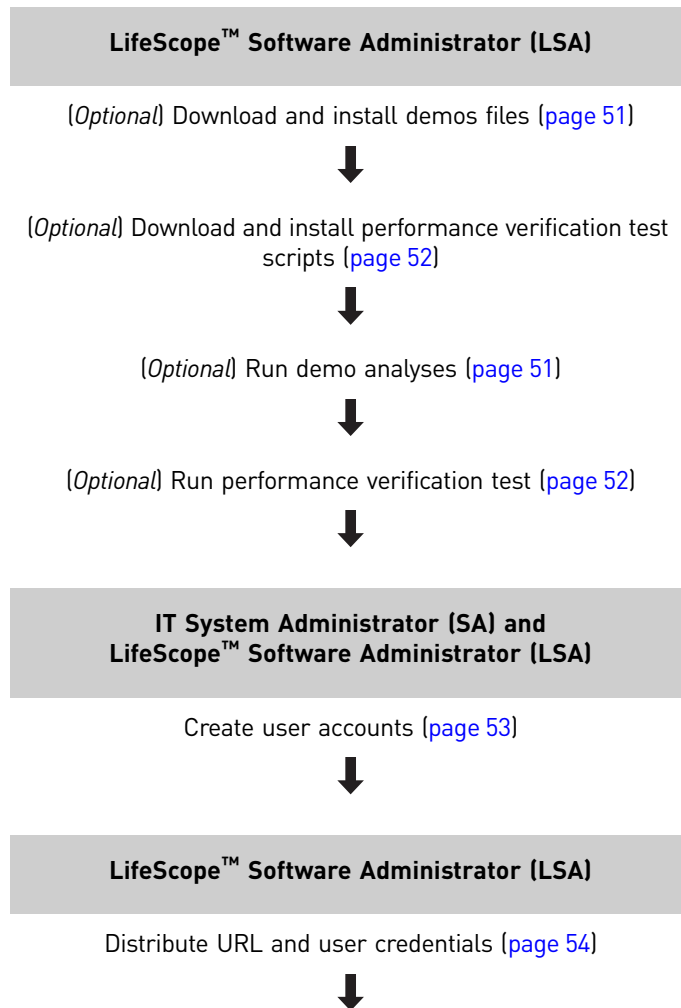 LifeScope™ Software Administrator (LSA)
(Optional) Download and install demos files (page 51)
(Optional) Download and install performance verification test
scripts (page 52)
(Optional) Run demo analyses (page 51)
(Optional) Run performance verification test (page 52)
IT System Administrator (SA) and
LifeScope™ Software Administrator (LSA)
Create user accounts (page 53)
LifeScope™ Software Administrator (LSA)
Distribute URL and user credentials (page 54)